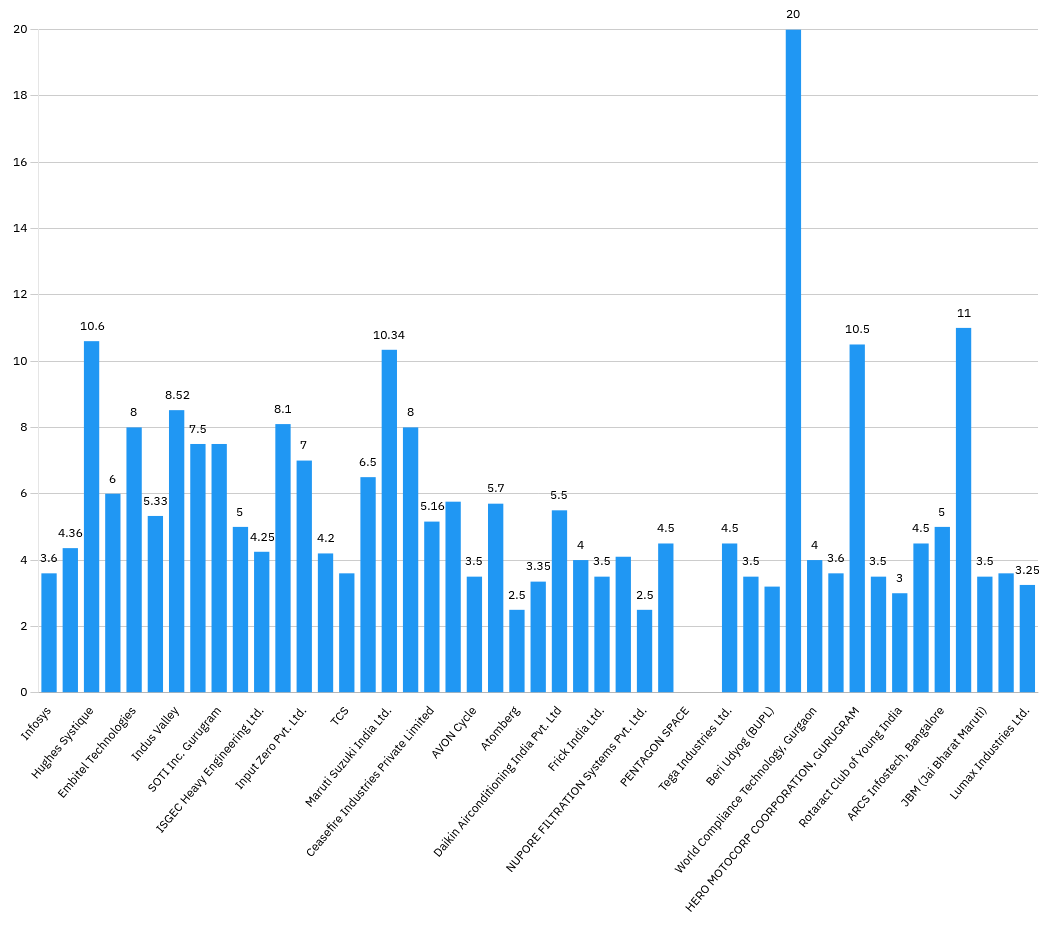 20
20
18
16
14
12
11
10.6
10.5
10.34
10
8.52
8.1
8
8
8
7.5
7
6.5
6
6
5.7
5.5
5.33
5.16
5
5
4.5
4.5
4.5
4.36
4.25
4.2
4
4
4
3.6
3.6
3.5
3.5
3.5
3.5
3.5
3.35
3.25
3
2.5
2.5
2
0
Infosys
Hughes Systique
Embitel Technologies
Indus Valley
SOTI Inc. Gurugram
ISGEC Heavy Engineering Ltd.
Input Zero Pvt. Ltd.
TCS
Maruti Suzuki India Ltd.
Ceasefire Industries Private Limited
AVON Cycle
Atomberg
Daikin Airconditioning India Pvt. Ltd
Frick India Ltd.
NUPORE FILTRATION Systems Pvt. Ltd.
PENTAGON SPACE
Tega Industries Ltd.
Beri Udyog (BUPL)
World Compliance Technology, Gurgaon
HERO MOTOCORP COORPORATION, GURUGRAM
Rotaract Club of Young India
ARCS Infostech, Bangalore
JBM (Jai Bharat Maruti)
Lumax Industries Ltd.